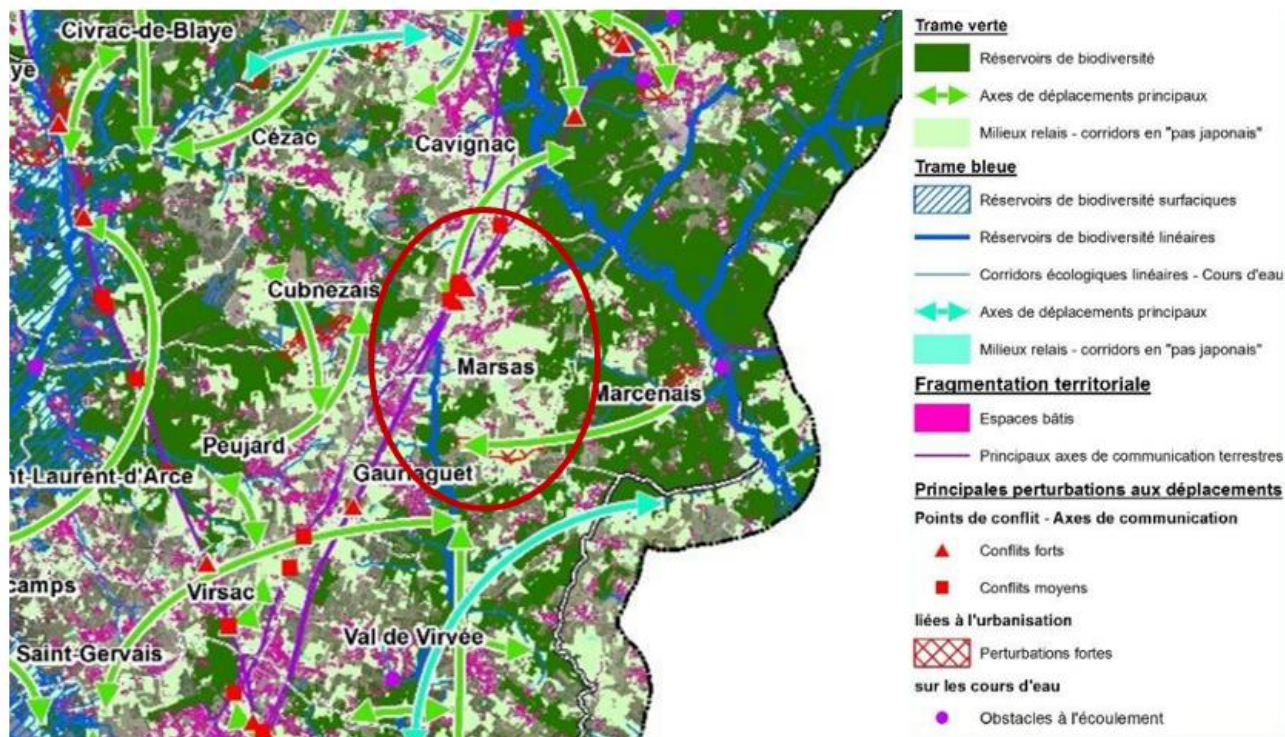 Civrac-de-Blaye
ye
Cézac
Cavignac
Cubnezais
Marsas
Marcenais
Peujard
nt-Laurent-d'Arce
Gauriaguet
camps
Virsac
Val de Virvée
Saint-Gervais
Trame verte
Réservoirs de biodiversité
Axes de déplacements principaux
Milieux relais - corridors en "pas japonais"
Trame bleue
Réservoirs de biodiversité surfaciques
Réservoirs de biodiversité linéaires
Corridors écologiques linéaires - Cours d'eau
Axes de déplacements principaux
Milieux relais - corridors en "pas japonais"
Fragmentation territoriale
Espaces bâtis
Principaux axes de communication terrestres
Principales perturbations aux déplacements
Points de conflit - Axes de communication
Conflits forts
Conflits moyens
liées à l'urbanisation
Perturbations fortes
sur les cours d'eau
Obstacles à l'écoulement